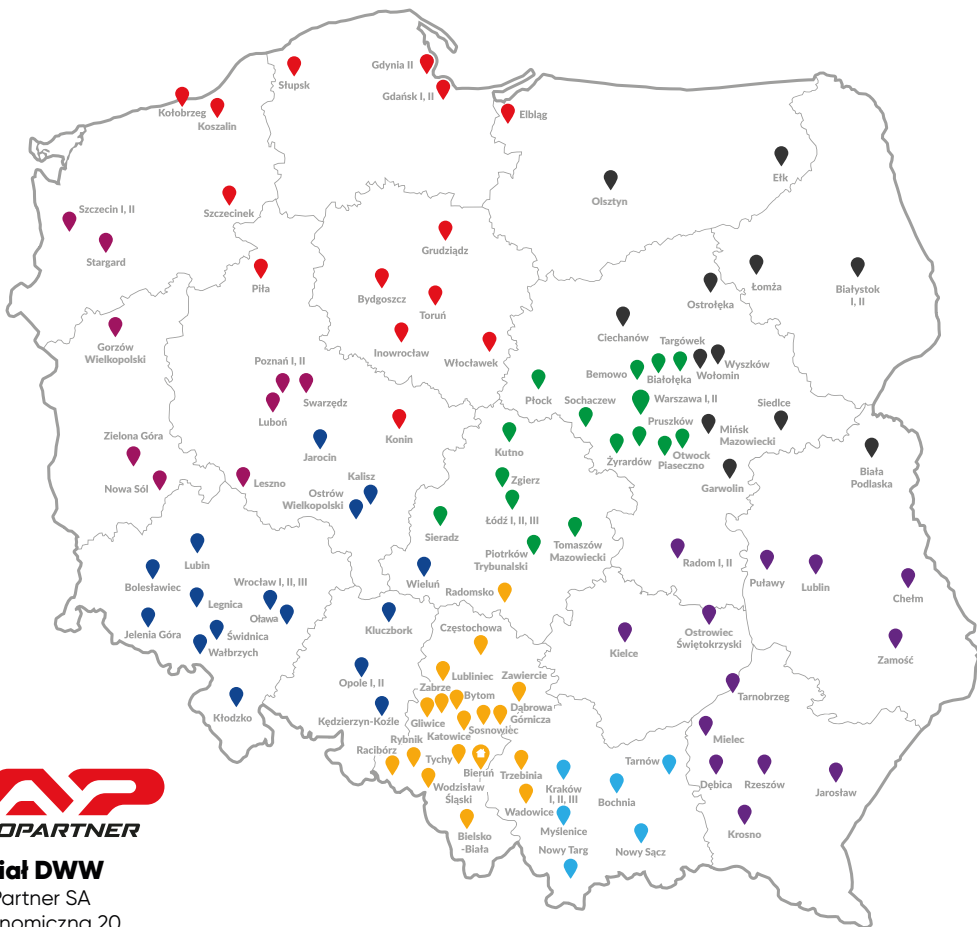 Gdynia II
Słupsk
Gdańsk I, II
Kołobrzeg
Koszalin
Elbląg
Ełk
Olsztyn
Szczecinek
Szczecin I, II
Stargard
Grudziądz
Piła
Bydgoszcz
Toruń
Łomża
Białystok
I, II
Ostrołęka
Gorzów
Wielkopolski
Inowrocław
Włocławek
Ciechanów
Targówek
Poznań I, II
Bemowo
Białołęka
Wołomin
Wyszków
Swarzędz
Luboń
Płock
Sochaczew
Warszawa I, II
Siedlce
Pruszków
Mińsk
Mazowiecki
Zielona Góra
Konin
Jarocin
Kutno
Żyrardów
Otwock
Piaseczno
Biała
Podlaska
Nowa Sól
Leszno
Kalisz
Ostrów
Wielkopolski
Zgierz
Garwolin
Łódź I, II, III
Sieradz
Piotrków
Trybunalski
Tomaszów
Mazowiecki
Radom I, II
Lubin
Bolesławiec
Wrocław I, II, III
Wieluń
Radomsko
Puławy
Lublin
Chełm
Legnica
Oława
Jelenia Góra
Świdnica
Wałbrzych
Kluczbork
Częstochowa
Kielce
Ostrowiec
Świętokrzyski
Zamość
Opole I, II
Lubliniec
Zawiercie
Zabrze
Bytom
Tarnobrzeg
Kłodzko
Kędzierzyn-Koźle
Gliwice
Dąbrowa
Górnicza
Sosnowiec
Katowice
Mielec
Rybnik
Racibórz
Tychy
Bieruń
Trzebinia
Tarnów
Dębica
Rzeszów
Jarosław
Wodzisław
Śląski
Kraków
I, II, III
Bochnia
Wadowice
Myślenice
Krosno
Bielsko
-Biała
Nowy Targ
Nowy Sącz
AP
OPARTNER
iał DWW
Partner SA
nomiczna 20